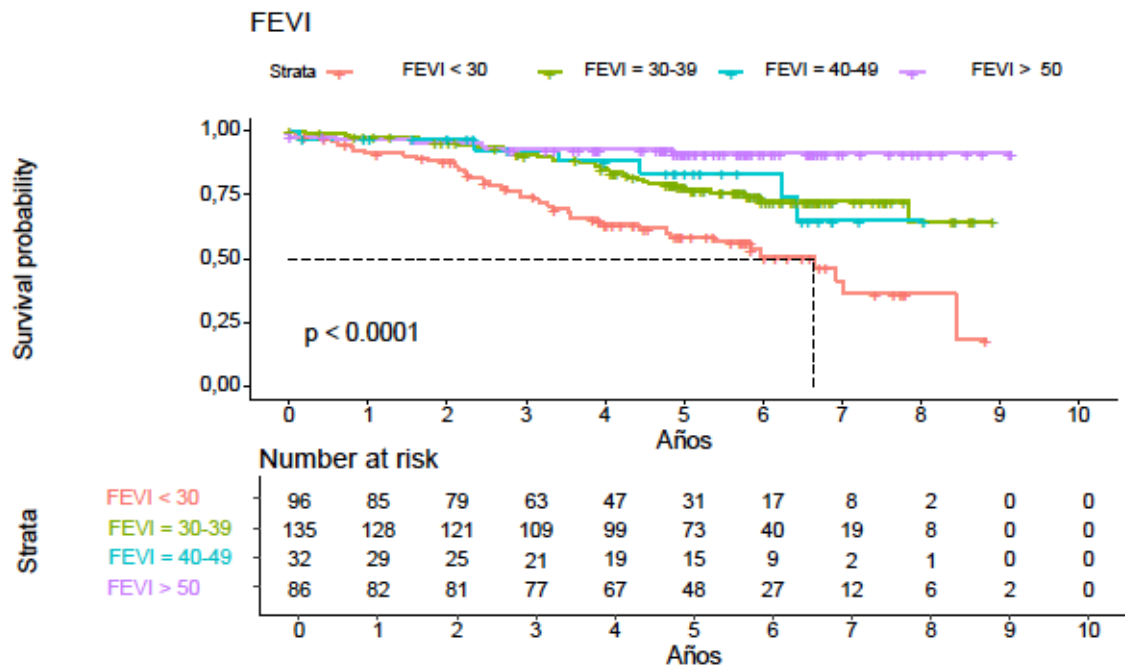 FEVI
Strata FEVI < 30 FEVI = 30-39 FEVI = 40-49 FEVI > 50
Survival probability
1,00
0,75
0,50
0,25
0,00
p < 0.0001
0 1 2 3 4 5 6 7 8 9 10
Años
Number at risk
Strata
FEVI < 30 96 85 79 63 47 31 17 8 2 0 0
FEVI = 30-39 135 128 121 109 99 73 40 19 8 0 0
FEVI = 40-49 32 29 25 21 19 15 9 2 1 0 0
FEVI > 50 86 82 81 77 67 48 27 12 6 2 0
0 1 2 3 4 5 6 7 8 9 10
Años